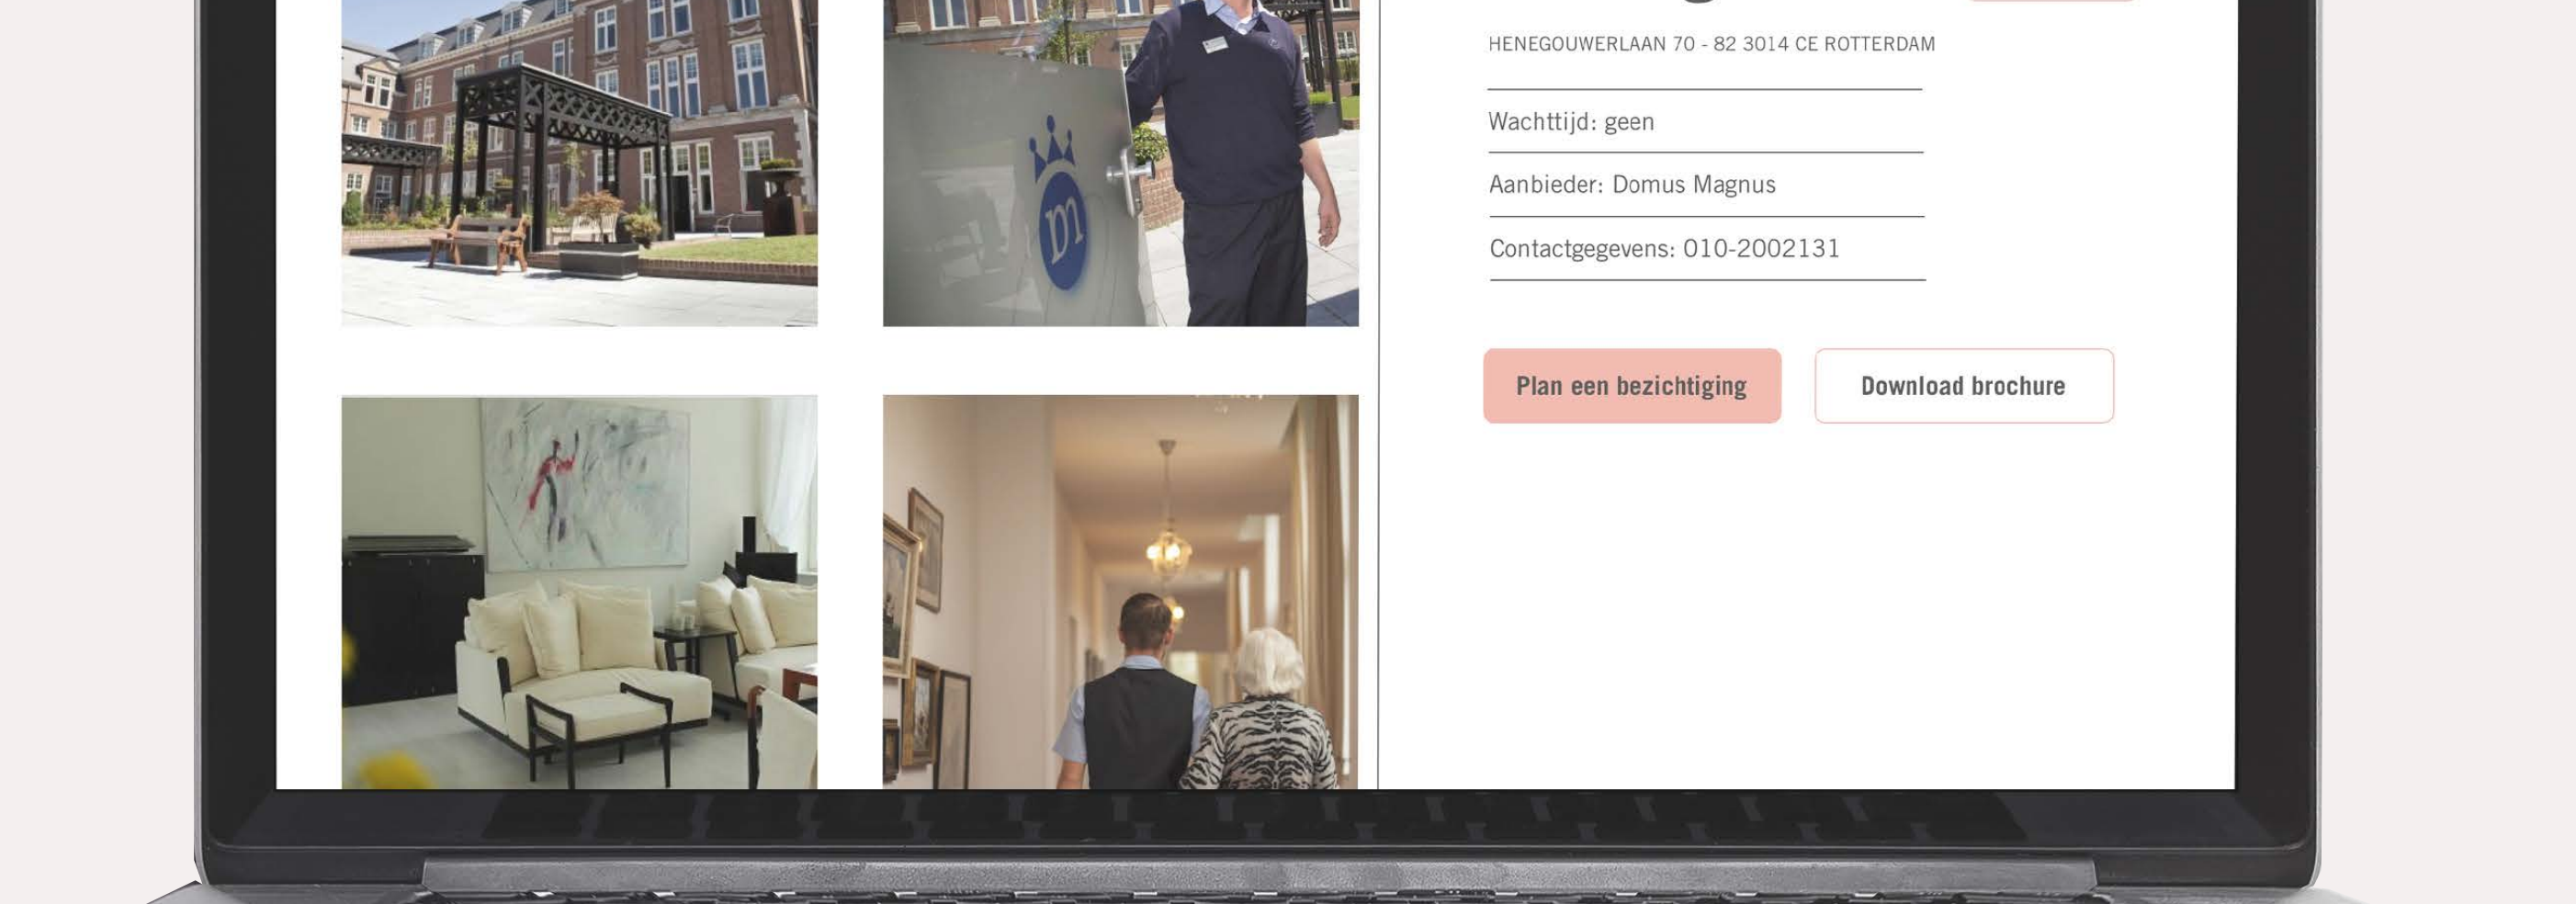 HENEGOUWERLAAN 70 - 82 3014 CE ROTTERDAM
Wachttijd: geen
Aanbieder: Domus Magnus
Contactgegevens: 010-2002131
Plan een bezichtiging
Download brochure
m